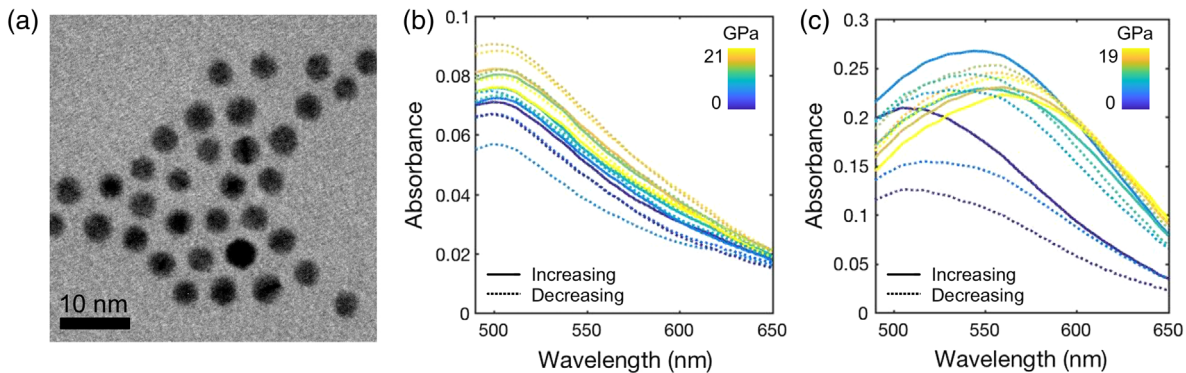 (a)
10 nm
(b)
0.1
0.080
0.06
0.04
0.02
0
Absorbance
500
550
600
650
Wavelength (nm)
GPa
21
0
Increasing
Decreasing
(c)
0.3
0.25
0.2
0.15
0.1
0.05
0
Absorbance
500
550
600
650
Wavelength (nm)
GPa
19
0
Increasing
Decreasing